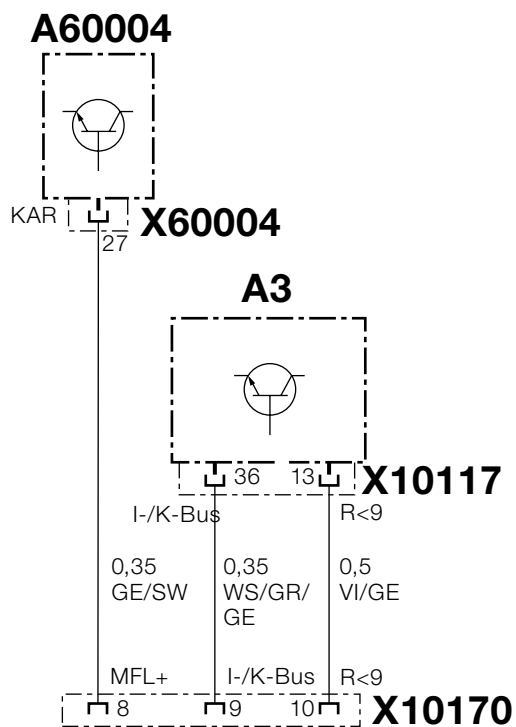 A60004
KAR
X60004
27
A3
36
13
X10117
I-/K-Bus
R<9
0,35
GE/SW
0,35
WS/GR/
GE
0,5
VI/GE
MFL+
I-/K-Bus
R<9
8
9
10
X10170